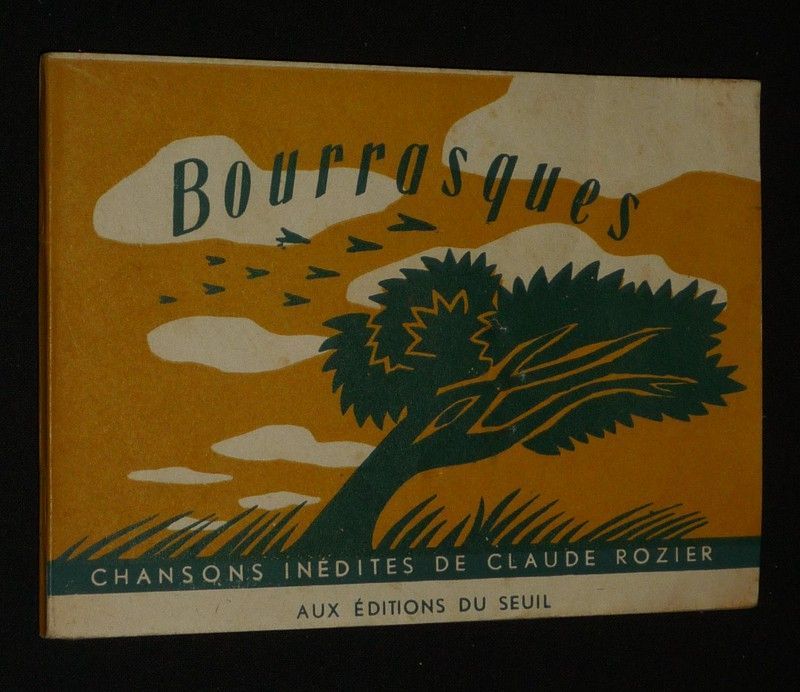 Bourrasques
CHANSONS INÉDITES DE CLAUDE ROZIER
AUX ÉDITIONS DU SEUIL